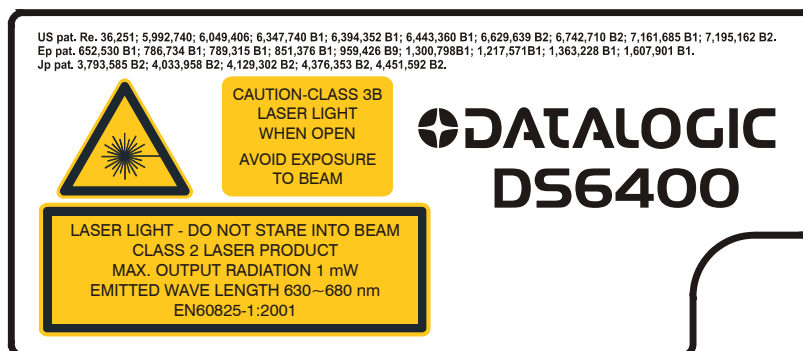 US pat. Re. 36,251; 5,992,740; 6,049,406; 6,347,740 B1; 6,394,352 B1; 6,443,360 B1; 6,629,639 B2; 6,742,710 B2; 7,161,685 B1; 7,195,162 B2.
Ep pat. 652,530 B1; 786,734 B1; 789,315 B1; 851,376 B1; 959,426 B9; 1,300,798B1; 1,217,571B1; 1,363,228 B1; 1,607,901 B1.
Jp pat. 3,793,585 B2; 4,033,958 B2; 4,129,302 B2; 4,376,353 B2, 4,451,592 B2.
CAUTION-CLASS 3B
LASER LIGHT
WHEN OPEN
AVOID EXPOSURE
TO BEAM
DATALOGIC
DS6400
LASER LIGHT - DO NOT STARE INTO BEAM
CLASS 2 LASER PRODUCT
MAX. OUTPUT RADIATION 1 mW
EMITTED WAVE LENGTH 630~680 nm
EN60825-1:2001